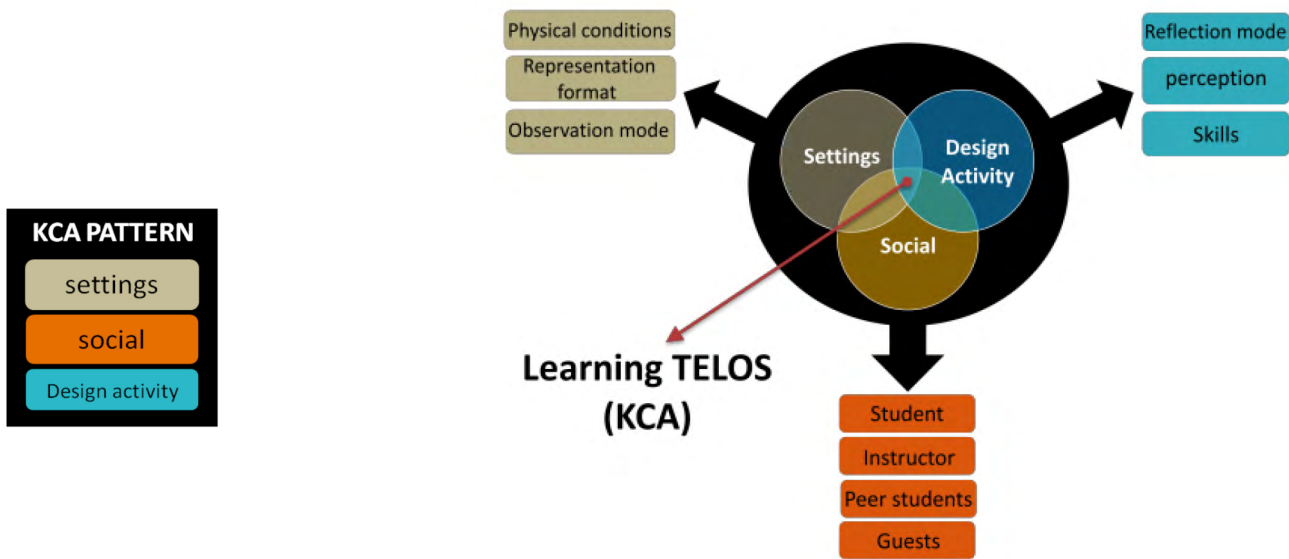 KCA PATTERN
settings
social
Design activity
Physical conditions
Representation
format
Observation mode
Settings
Design
Activity
Social
Reflection mode
perception
Skills
Learning TELOS
(KCA)
Student
Instructor
Peer students
Guests